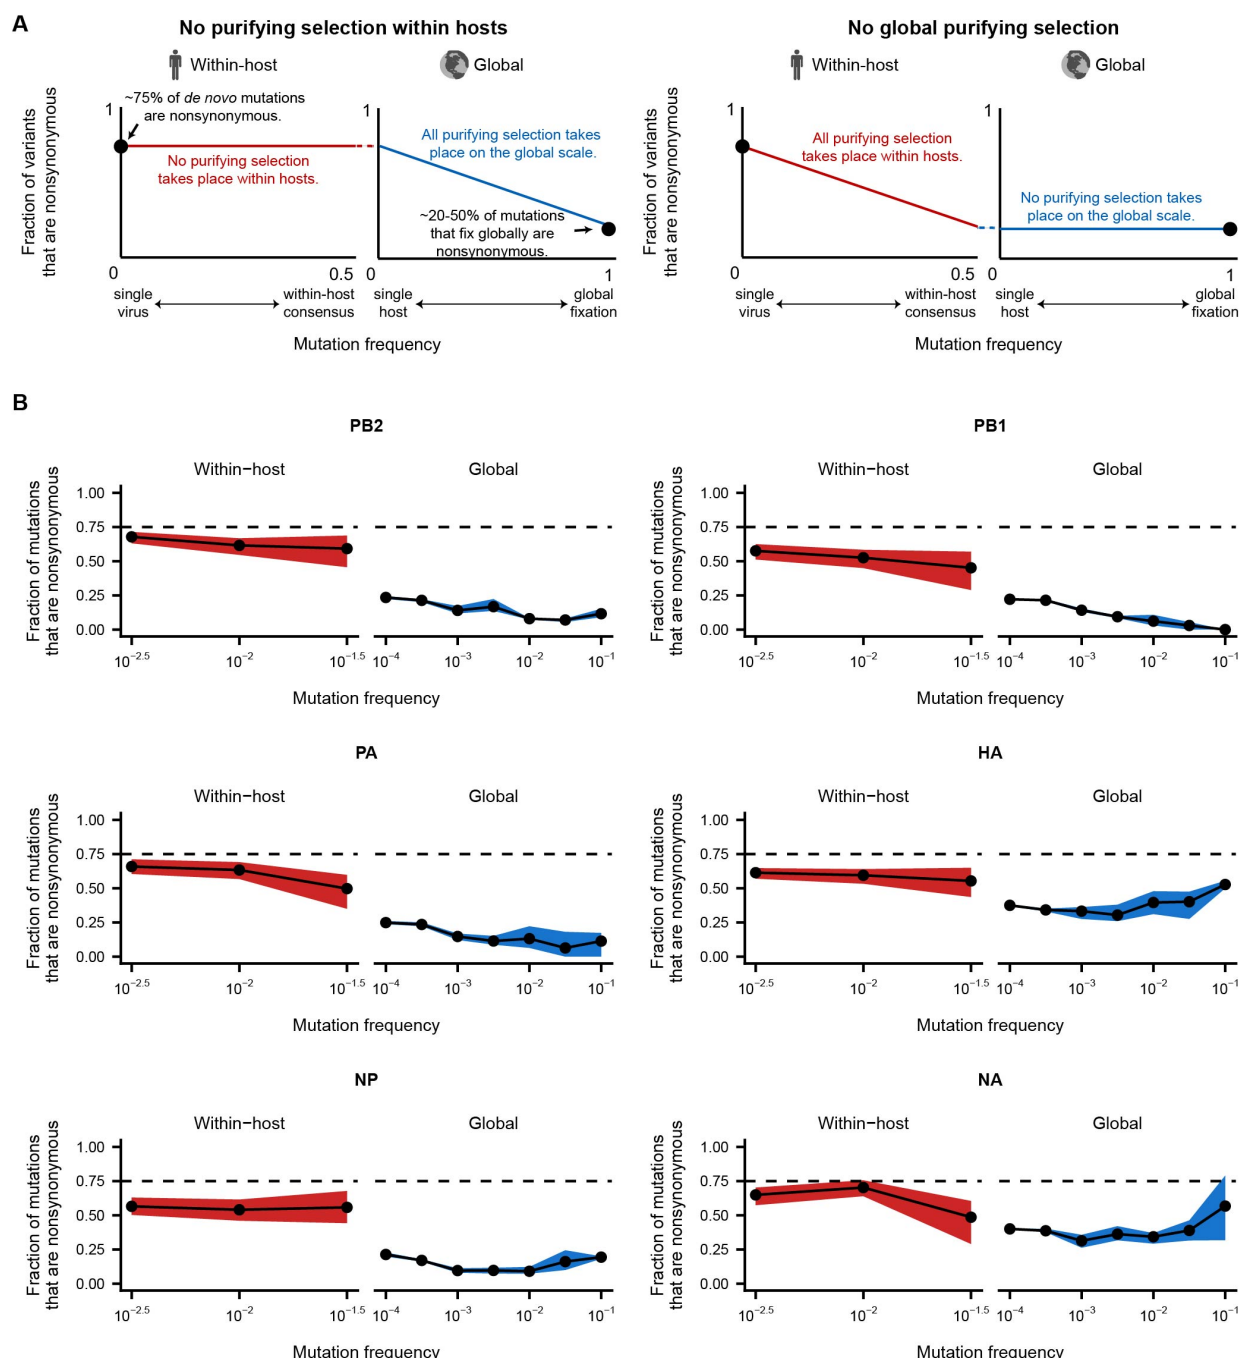 A
No purifying selection within hosts
Within-host
Global
~75% of de novo mutations
are nonsynonymous.
1
1
No purifying selection
takes place within hosts.
All purifying selection takes
place on the global scale.
~20-50% of mutations
that fix globally are
nonsynonymous.
Fraction of variants
that are nonsynonymous
0
0.5
0
1
single
virus
within-host
consensus
single
host
global
fixation
Mutation frequency
No global purifying selection
Within-host
Global
1
1
All purifying selection
takes place within hosts.
No purifying selection takes
place on the global scale.
Fraction of variants
that are nonsynonymous
0
0.5
0
1
single
virus
within-host
consensus
single
host
global
fixation
Mutation frequency
B
PB2
Within−host
Global
Fraction of mutations
that are nonsynonymous
1.00
0.75
0.50
0.25
0.00
10^−2.5
10^−2
10^−1.5
10^−4
10^−3
10^−2
10^−1
Mutation frequency
PB1
Within−host
Global
Fraction of mutations
that are nonsynonymous
1.00
0.75
0.50
0.25
0.00
10^−2.5
10^−2
10^−1.5
10^−4
10^−3
10^−2
10^−1
Mutation frequency
PA
Within−host
Global
Fraction of mutations
that are nonsynonymous
1.00
0.75
0.50
0.25
0.00
10^−2.5
10^−2
10^−1.5
10^−4
10^−3
10^−2
10^−1
Mutation frequency
HA
Within−host
Global
Fraction of mutations
that are nonsynonymous
1.00
0.75
0.50
0.25
0.00
10^−2.5
10^−2
10^−1.5
10^−4
10^−3
10^−2
10^−1
Mutation frequency
NP
Within−host
Global
Fraction of mutations
that are nonsynonymous
1.00
0.75
0.50
0.25
0.00
10^−2.5
10^−2
10^−1.5
10^−4
10^−3
10^−2
10^−1
Mutation frequency
NA
Within−host
Global
Fraction of mutations
that are nonsynonymous
1.00
0.75
0.50
0.25
0.00
10^−2.5
10^−2
10^−1.5
10^−4
10^−3
10^−2
10^−1
Mutation frequency